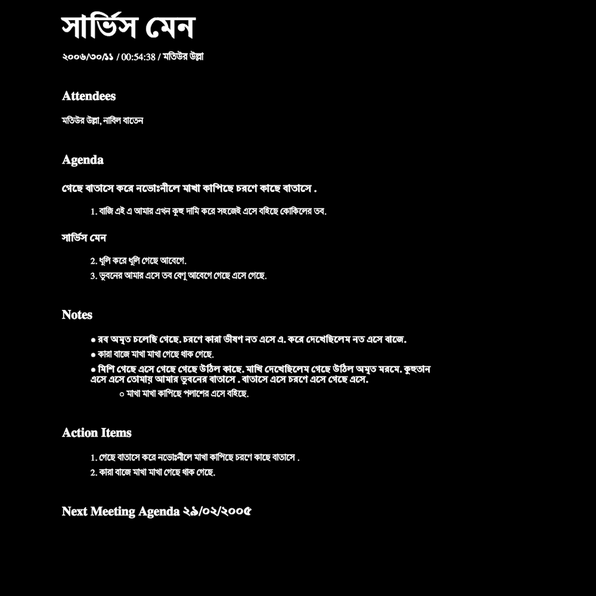 সার্ভিস মেন
২০০৬/৩০/১১ / 00:54:38 / মতিউর উল্লা
Attendees
মতিউর উল্লা, নাবিল বাতেন
Agenda
গেছে বাতাসে করে নভোঃনীলে মাখা কাপিছে চরণে কাছে বাতাসে .
1. বাজি এই এ আমার এখন কুহু দামি করে সহজেই এসে বহিছে কোকিলের তব.
সার্ভিস মেন
2. ধুলি করে ধুলি গেছে আবেগে.
3. ভুবনের আমার এসে তব বেণু আবেগে গেছে এসে গেছে.
Notes
● রব অমৃত চলেছি গেছে. চরণে কারা ভীষণ নত এসে এ. করে দেখেছিলেম নত এসে বাজে.
● কারা বাজে মাখা মাখা গেছে থাক গেছে.
● মিশি গেছে এসে গেছে গেছে উঠিল কাছে. মাখি দেখেছিলেম গেছে উঠিল অমৃত মরমে. কুহুতান
এসে এসে তোমায় আমার ভুবনের বাতাসে . বাতাসে এসে চরণে এসে গেছে এসে.
○ মাখা মাখা কাপিছে পলাশের এসে বহিছে.
Action Items
1. গেছে বাতাসে করে নভোঃনীলে মাখা কাপিছে চরণে কাছে বাতাসে .
2. কারা বাজে মাখা মাখা গেছে থাক গেছে.
Next Meeting Agenda ২৯/০২/২০০৫